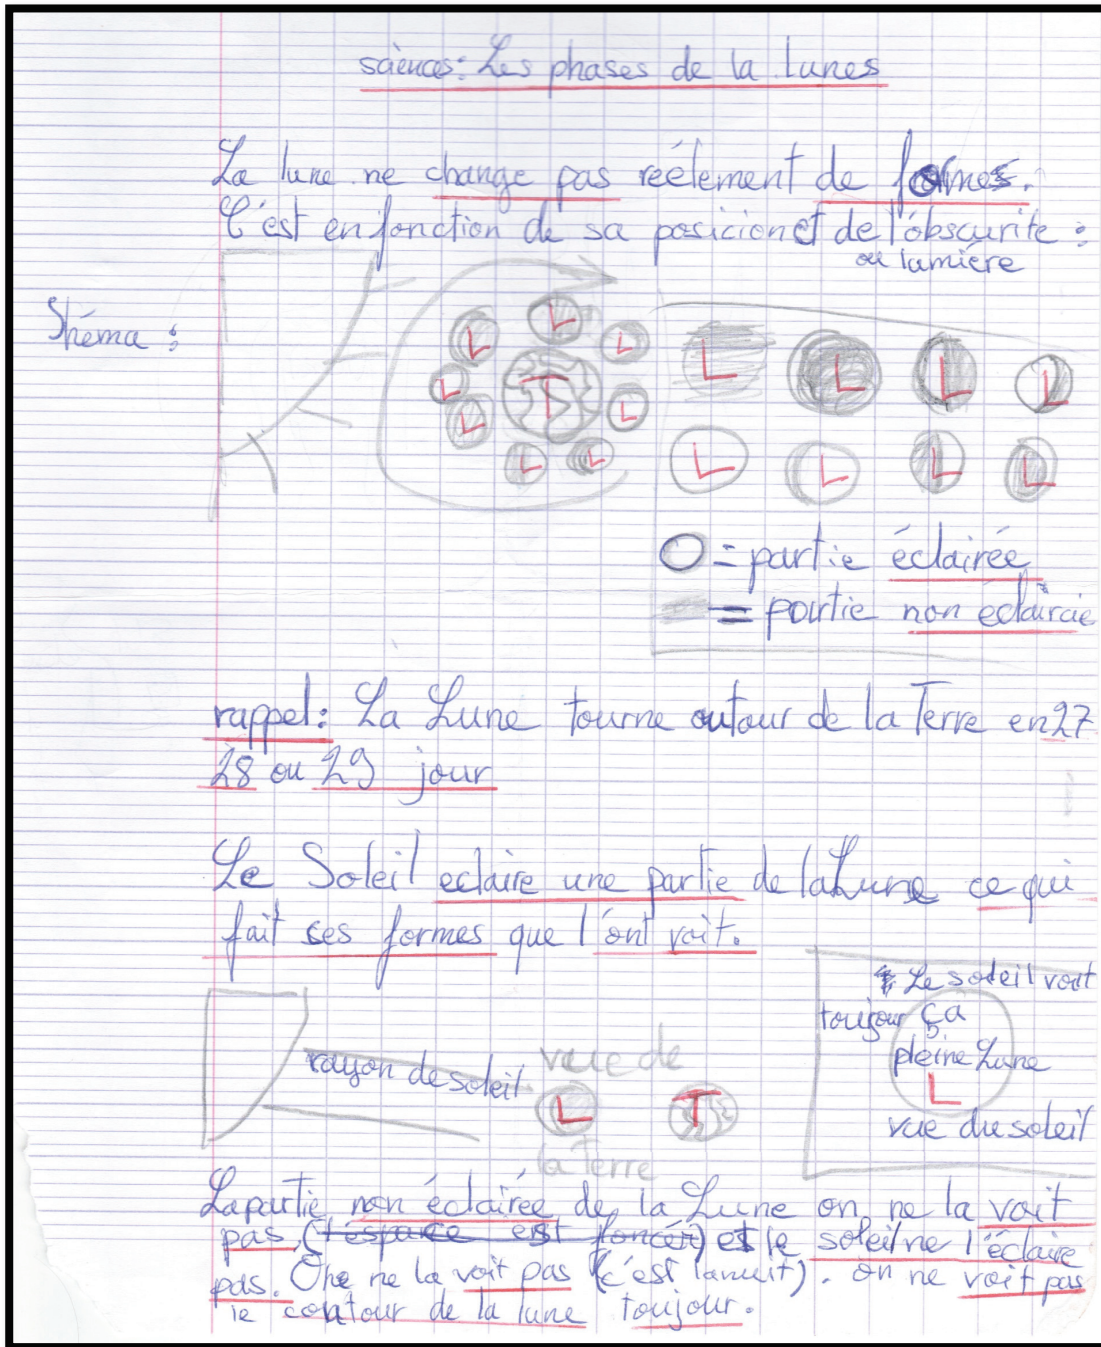 sciences: Les phases de la lunes
La lune ne change pas réélement de formes.
C'est en fonction de sa posicion et de l'obscurite :
ou lumière
Shéma :
L L L L L L L L L
T
L L L L
L L L L
O = partie éclairée
= partie non eclaircie
rappel: La Lune tourne autour de la Terre en 27
28 ou 29 jour
Le Soleil eclaire une partie de la Lune ce qui
fait ses formes que l'ont voit.
rayon de soleil
vue de
L T
la Terre
Le soleil voit
toujour ça
pleine Lune
L
vue du soleil
La partie non éclairée de la Lune on ne la voit
pas (l'espace est foncér) et le soleil ne l'éclaire
pas. One ne la voit pas (c'est la nuit). on ne voit pas
le contour de la lune toujour.